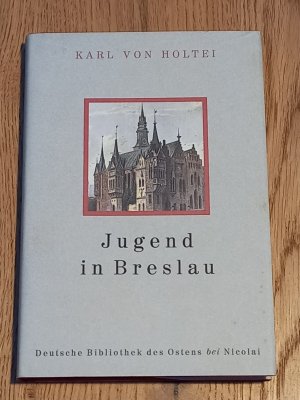 KARL VON HOLTEI
Jugend
in Breslau
Deutsche Bibliothek des Ostens bei Nicolai